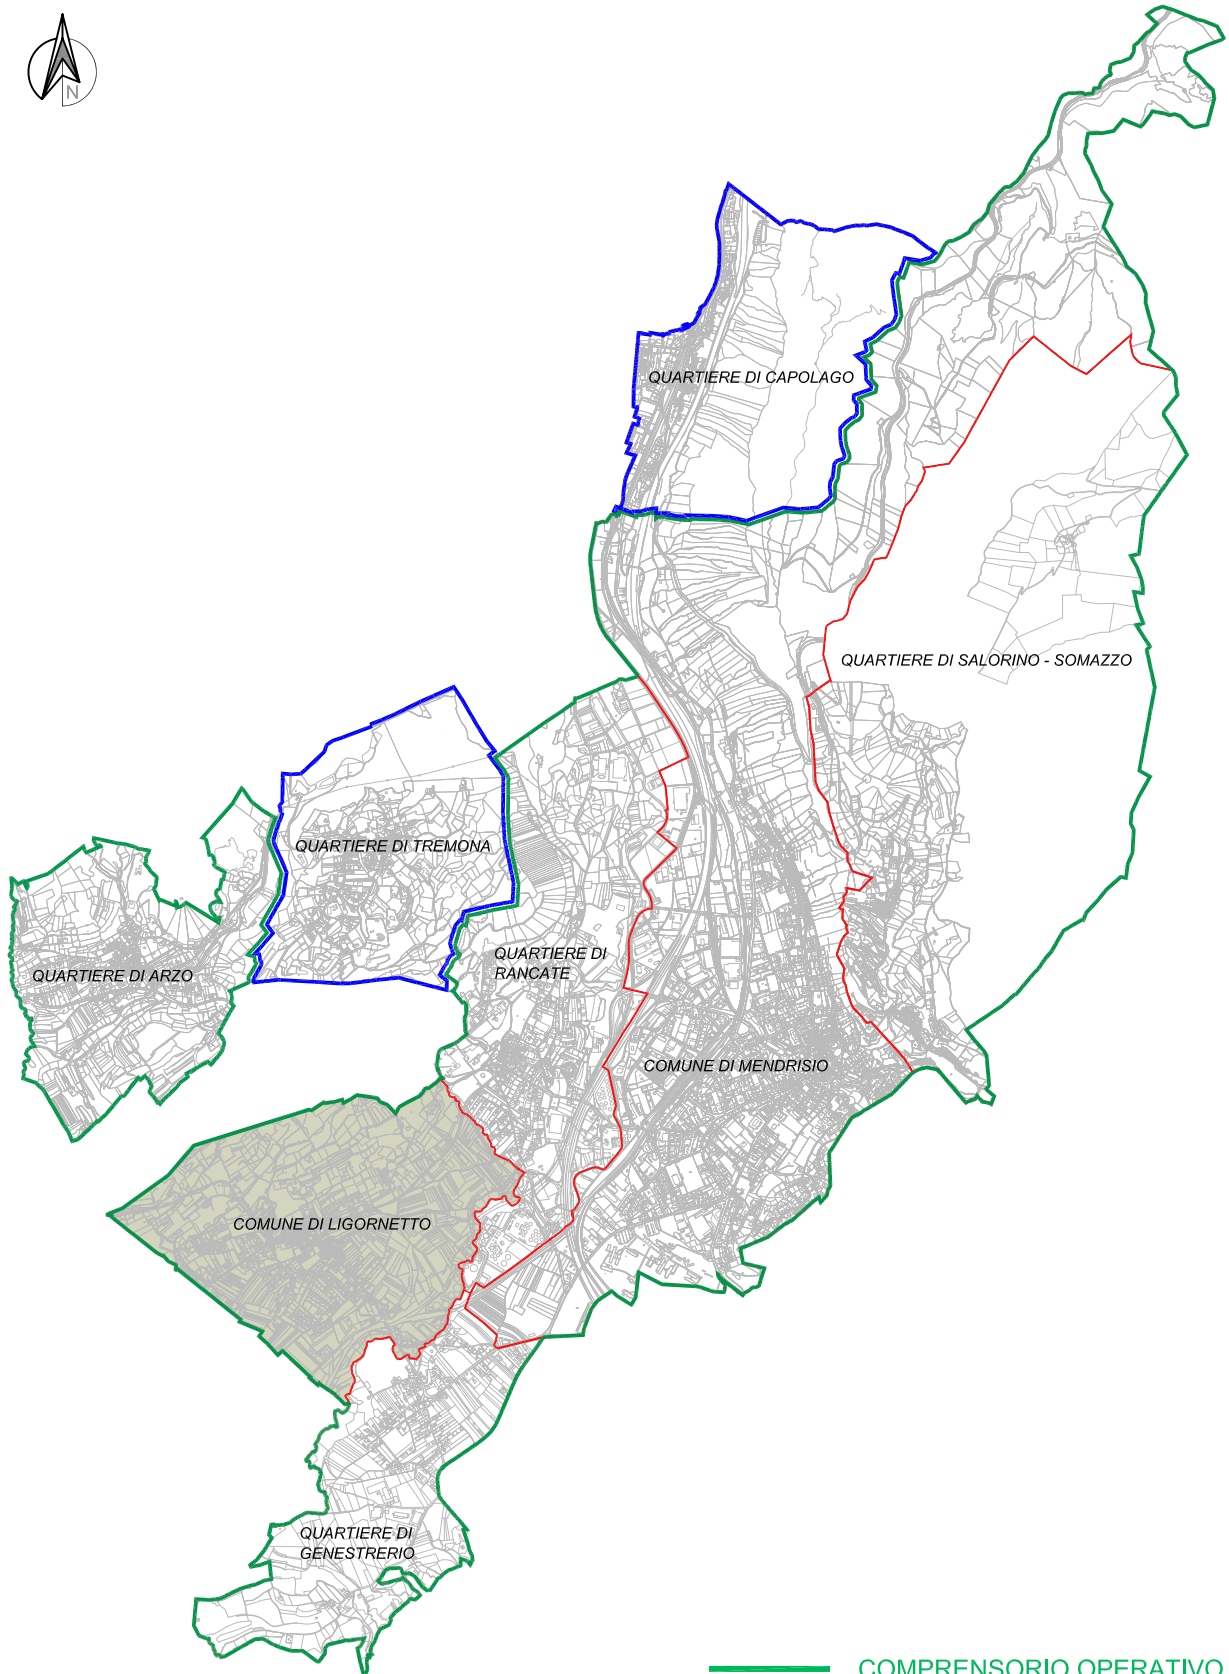 N
QUARTIERE DI CAPOLAGO
QUARTIERE DI SALORINO - SOMAZZO
QUARTIERE DI TREMONA
QUARTIERE DI
RANCATE
QUARTIERE DI ARZO
COMUNE DI MENDRISIO
COMUNE DI LIGORNETTO
QUARTIERE DI
GENESTRERIO
COMPRENSORIO OPERATIVO